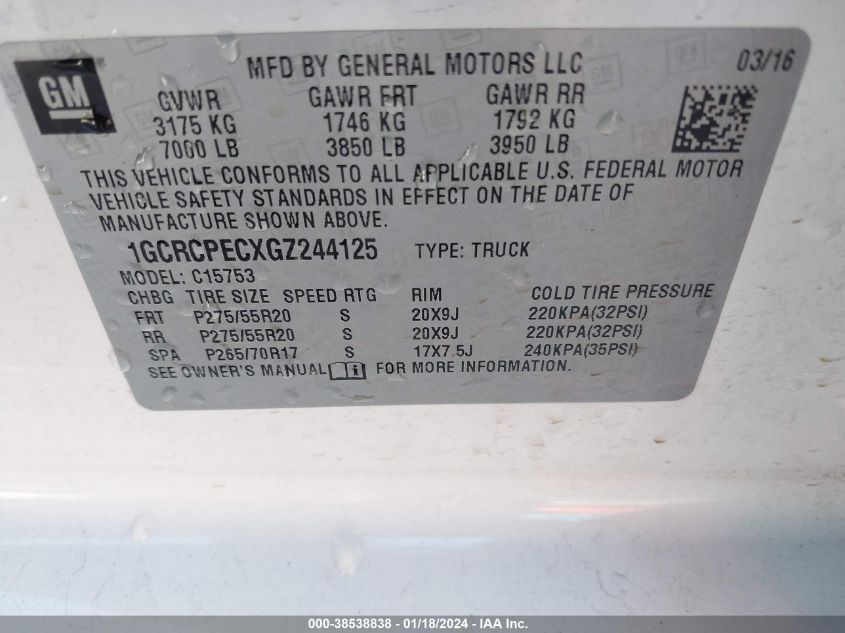 GM ®
MFD BY GENERAL MOTORS LLC 03/16
GVWR GAWR FRT GAWR RR
3175 KG 1746 KG 1792 KG
7000 LB 3850 LB 3950 LB
THIS VEHICLE CONFORMS TO ALL APPLICABLE U.S. FEDERAL MOTOR
VEHICLE SAFETY STANDARDS IN EFFECT ON THE DATE OF
MANUFACTURE SHOWN ABOVE.
1GCRCPECXGZ244125 TYPE: TRUCK
MODEL: C15753
CHBG TIRE SIZE SPEED RTG RIM COLD TIRE PRESSURE
FRT P275/55R20 S 20X9J 220KPA(32PSI)
RR P275/55R20 S 20X9J 220KPA(32PSI)
SPA P265/70R17 S 17X7.5J 240KPA(35PSI)
SEE OWNER'S MANUAL FOR MORE INFORMATION.
000-38538838 - 01/18/2024 - IAA Inc.